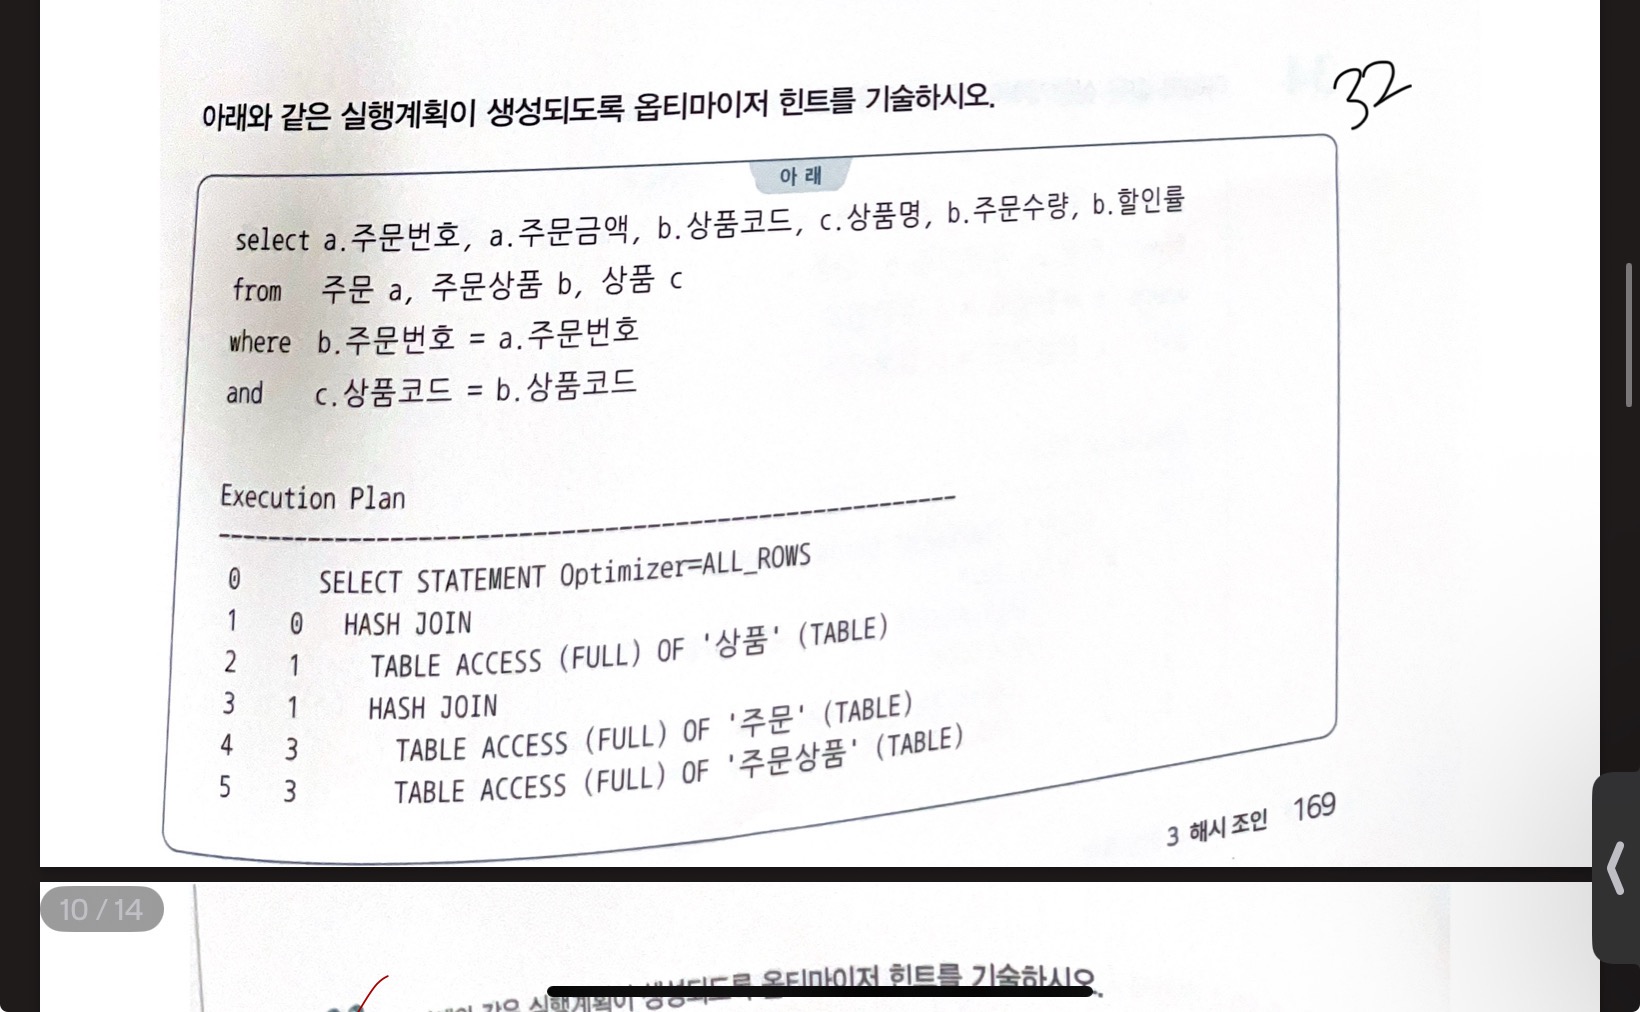 아래와 같은 실행계획이 생성되도록 옵티마이저 힌트를 기술하시오.
32
아 래
select a.주문번호, a.주문금액, b.상품코드, c.상품명, b.주문수량, b.할인률
from 주문 a, 주문상품 b, 상품 c
where b.주문번호 = a.주문번호
and c.상품코드 = b.상품코드
Execution Plan
--------------------------------------------------
0 SELECT STATEMENT Optimizer=ALL_ROWS
1 0 HASH JOIN
2 1 TABLE ACCESS (FULL) OF '상품' (TABLE)
3 1 HASH JOIN
4 3 TABLE ACCESS (FULL) OF '주문' (TABLE)
5 3 TABLE ACCESS (FULL) OF '주문상품' (TABLE)
3 해시 조인 169
10 / 14
같은 실행계획이 생성되도록 옵티마이저 힌트를 기술하시오.